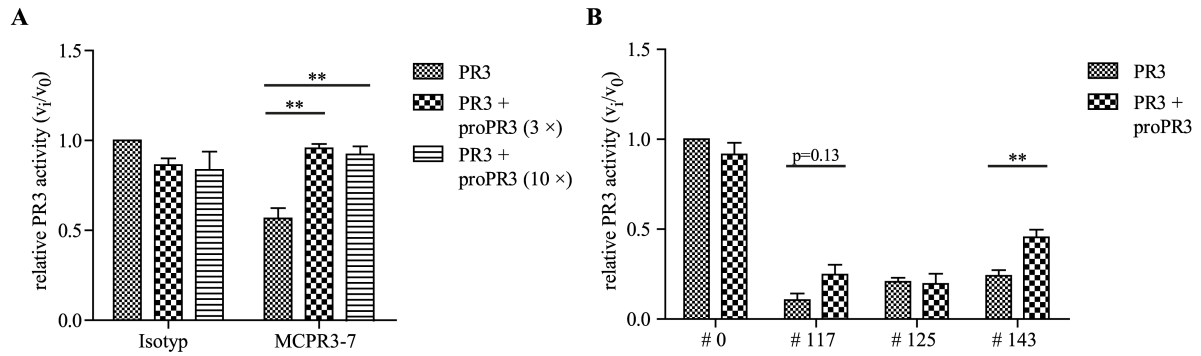 A
relative PR3 activity (vi/v0)
1.5
1.0
0.5
0.0
**
**
Isotyp MCPR3-7
PR3
PR3 +
proPR3 (3 ×)
PR3 +
proPR3 (10 ×)
B
relative PR3 activity (vi/v0)
1.5
1.0
0.5
0.0
p=0.13
**
# 0 # 117 # 125 # 143
PR3
PR3 +
proPR3